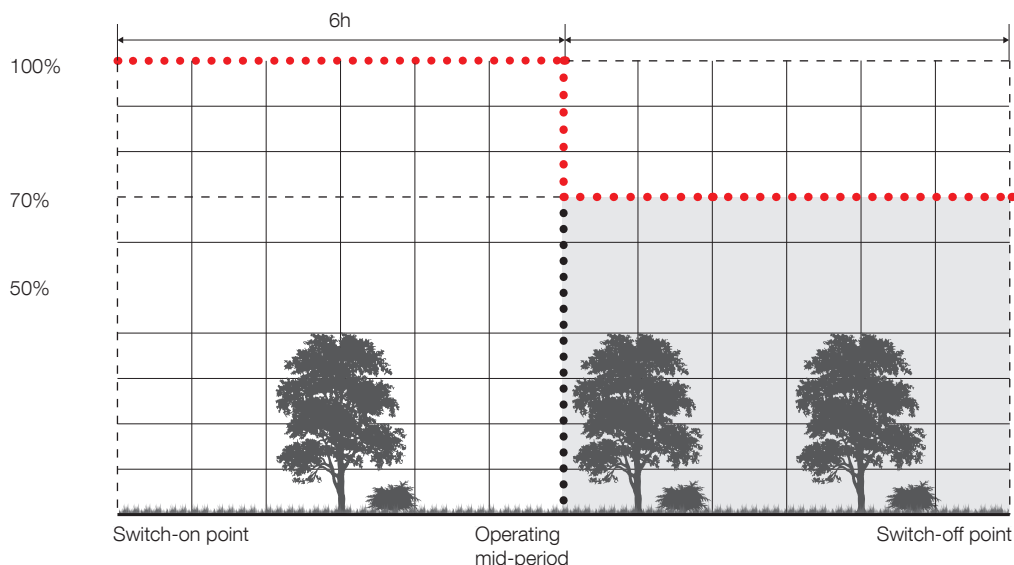 6h
100%
70%
50%
Switch-on point
Operating
mid-period
Switch-off point